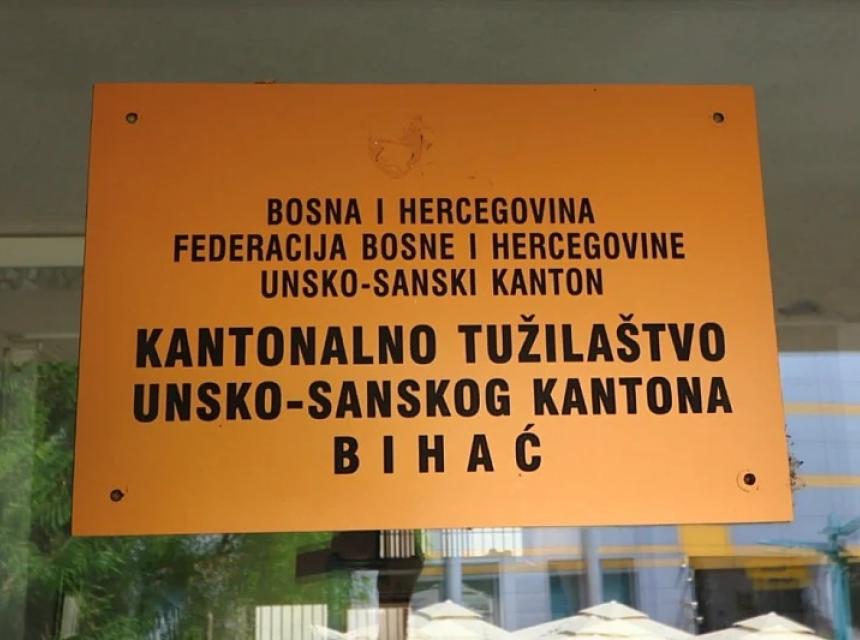 BOSNA I HERCEGOVINA
FEDERACIJA BOSNE I HERCEGOVINE
UNSKO-SANSKI KANTON
KANTONALNO TUŽILAŠTVO
UNSKO-SANSKOG KANTONA
BIHAĆ